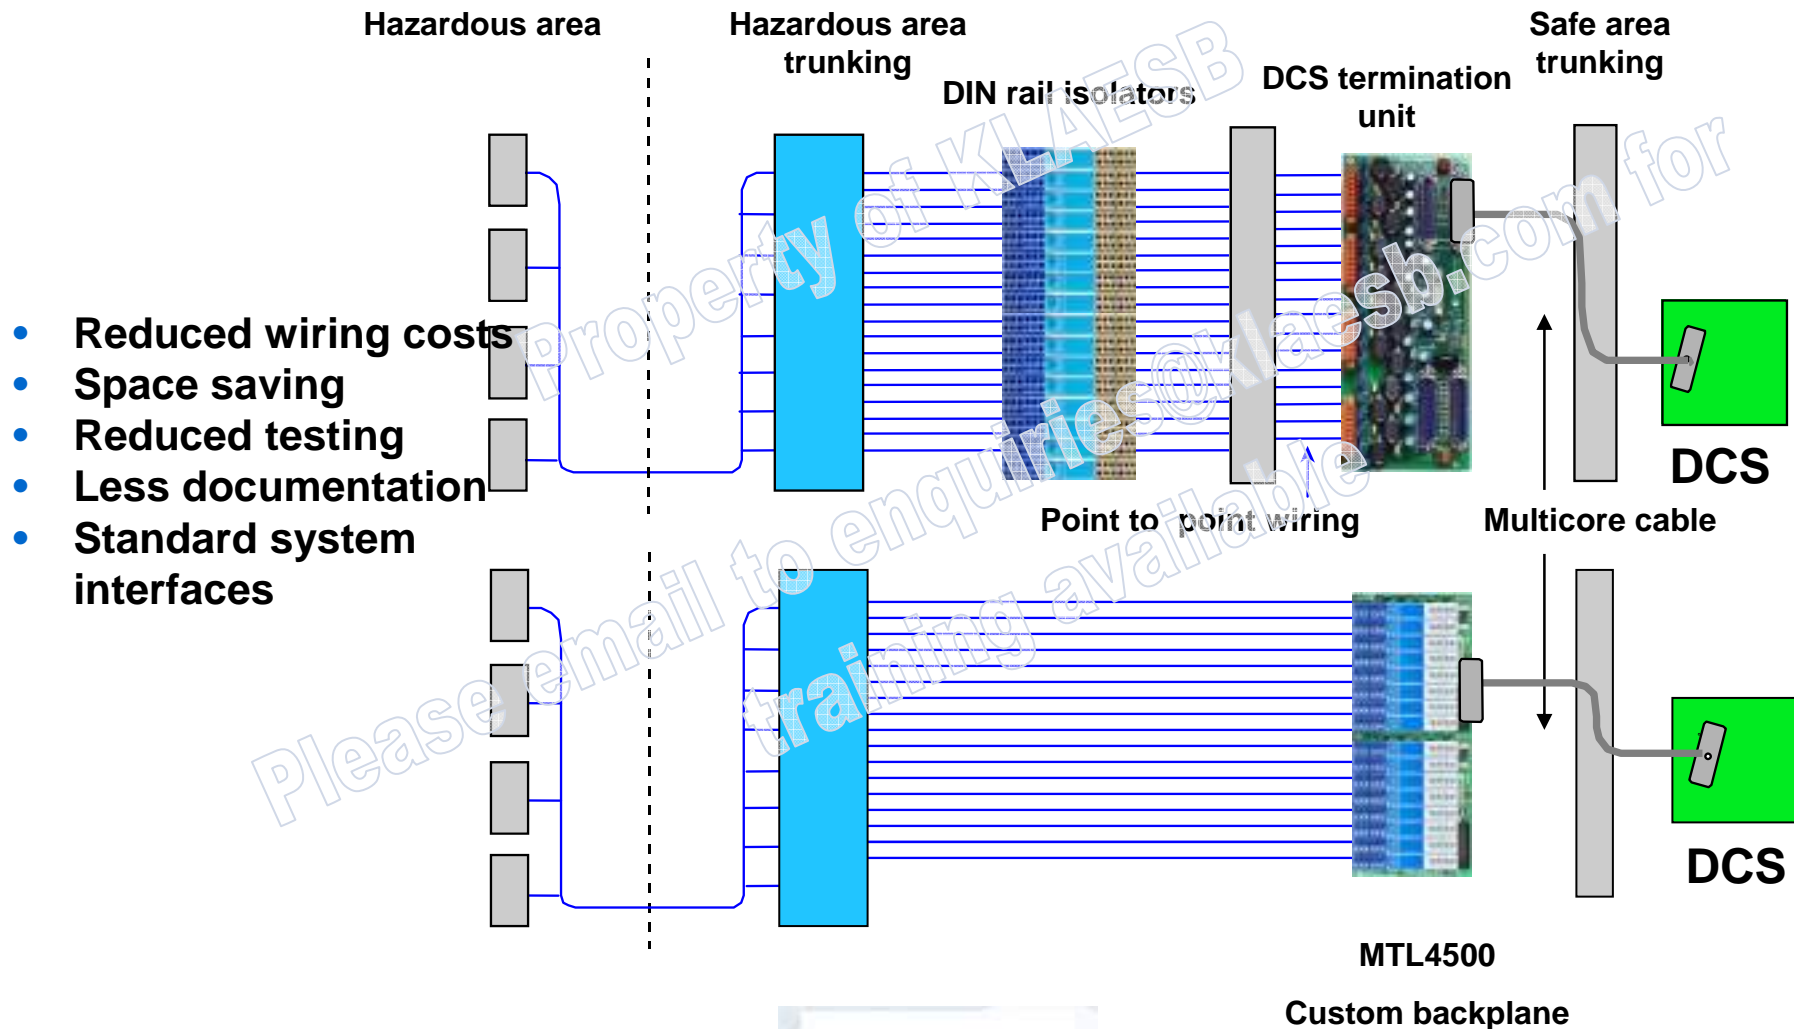 Hazardous area
Hazardous area
trunking
DIN rail isolators
DCS termination
unit
Safe area
trunking
• Reduced wiring costs
• Space saving
• Reduced testing
• Less documentation
• Standard system
interfaces
Point to point wiring
Multicore cable
DCS
DCS
MTL4500
Custom backplane
Property of KLAESB
Please email to enquiries@klaesb.com for
training available